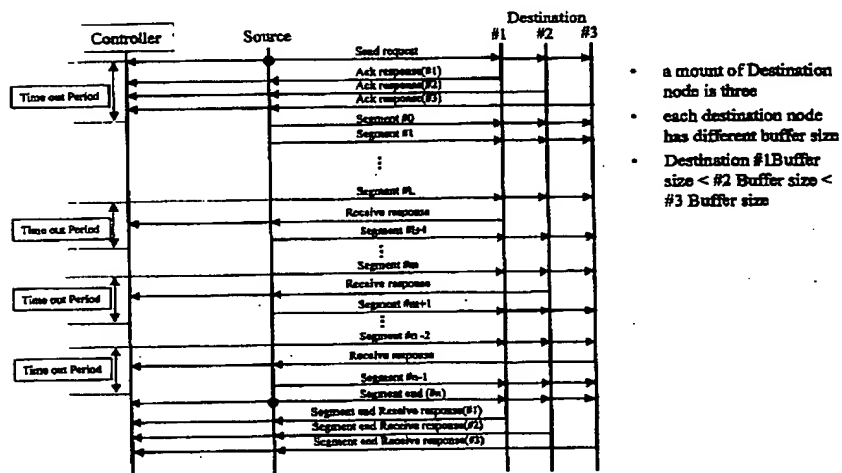 Destination
Controller
Source
#1
#2
#3
Send request
Ack response(#1)
Ack response(#2)
Ack response(#3)
Time out Period
Segment #0
Segment #1
Segment #L
Receive response
Time out Period
Segment #m
Receive response
Time out Period
Segment #m+1
Segment #n-2
Receive response
Time out Period
Segment #n-1
Segment end (#n)
Segment end Receive response(#1)
Segment end Receive response(#2)
Segment end Receive response(#3)
• a mount of Destination
node is three
• each destination node
has different buffer size
• Destination #1Buffer
size < #2 Buffer size <
#3 Buffer size